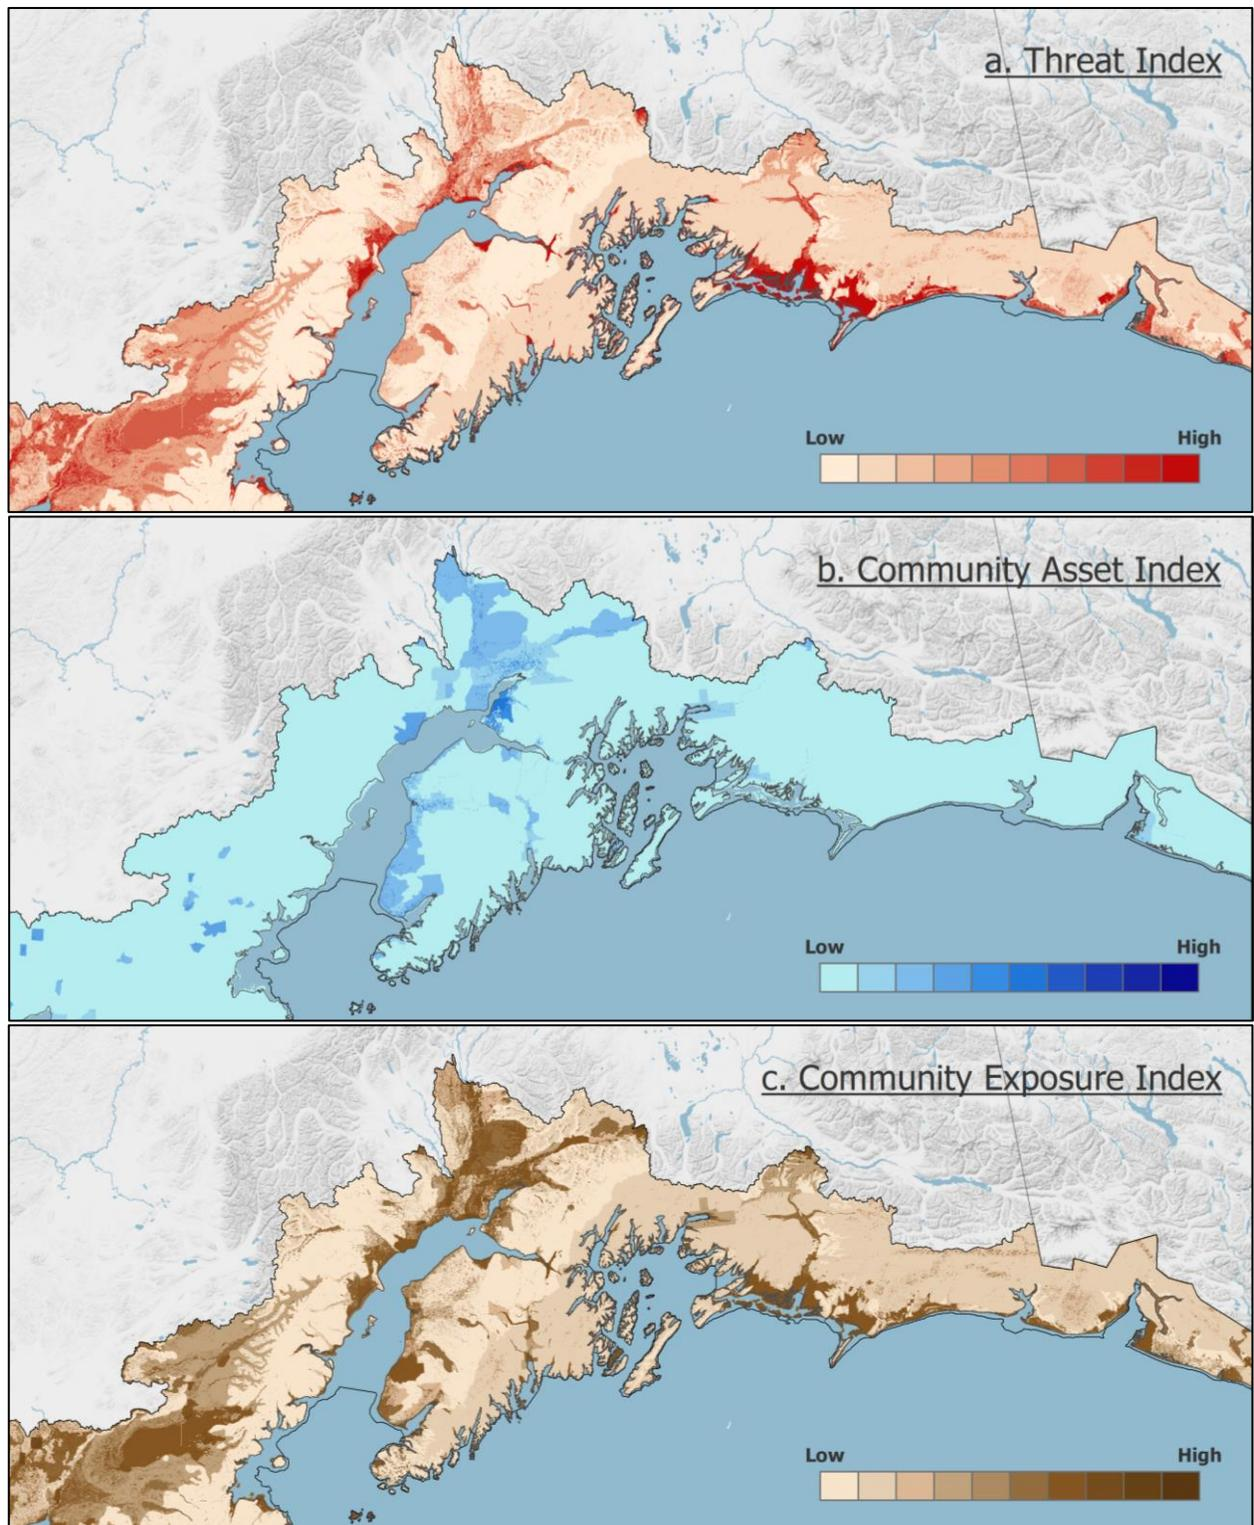 a. Threat Index
Low High
b. Community Asset Index
Low High
c. Community Exposure Index
Low High